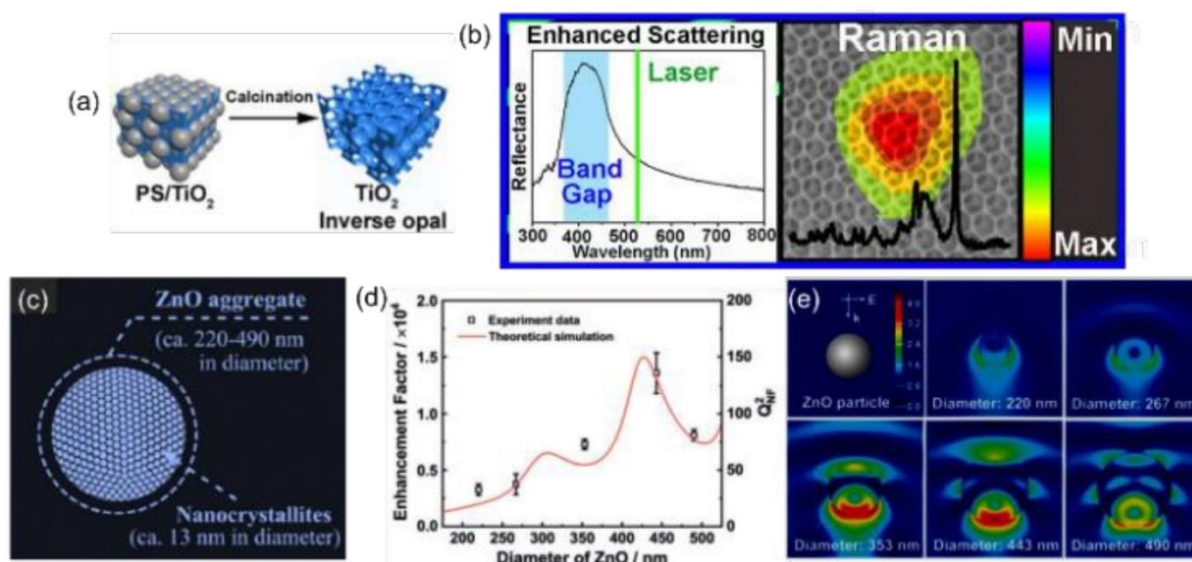 (a)
Calcination
PS/TiO2
TiO2
Inverse opal
(b)
Enhanced Scattering
Laser
Band
Gap
Reflectance
300 400 500 600 700 800
Wavelength (nm)
Raman
Min
Max
(c)
ZnO aggregate
(ca. 220-490 nm
in diameter)
Nanocrystallites
(ca. 13 nm in diameter)
(d)
Enhancement Factor / ×10⁴
2.0
1.5
1.0
0.5
0.0
Experiment data
Theoretical simulation
200
150
100
50
0
Q²NF
200 250 300 350 400 450 500
Diameter of ZnO / nm
(e)
E
k
ZnO particle
Diameter: 220 nm
Diameter: 267 nm
Diameter: 353 nm
Diameter: 443 nm
Diameter: 490 nm